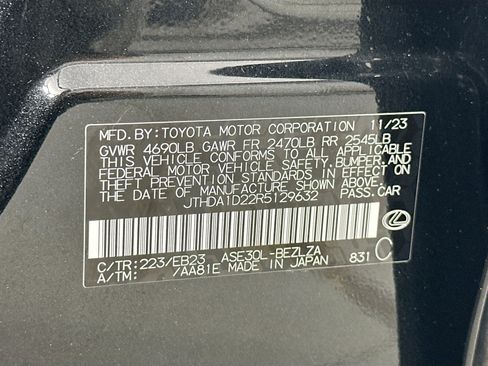 MFD.BY:TOYOTA MOTOR CORPORATION 11/23
GVWR 4690LB GAWR FR 2470LB RR 2545LB
THIS VEHICLE CONFORMS TO ALL APPLICABLE
FEDERAL MOTOR VEHICLE SAFETY,BUMPER,AND
THEFT PREVENTION STANDARDS IN EFFECT ON
THE DATE OF MANUFACTURE SHOWN ABOVE.
JTHDA1D22R5129632 PASS.CAR
C/TR:223/EB23 ASE30L-BEZLZA
A/TM: /AA81E MADE IN JAPAN 831 C